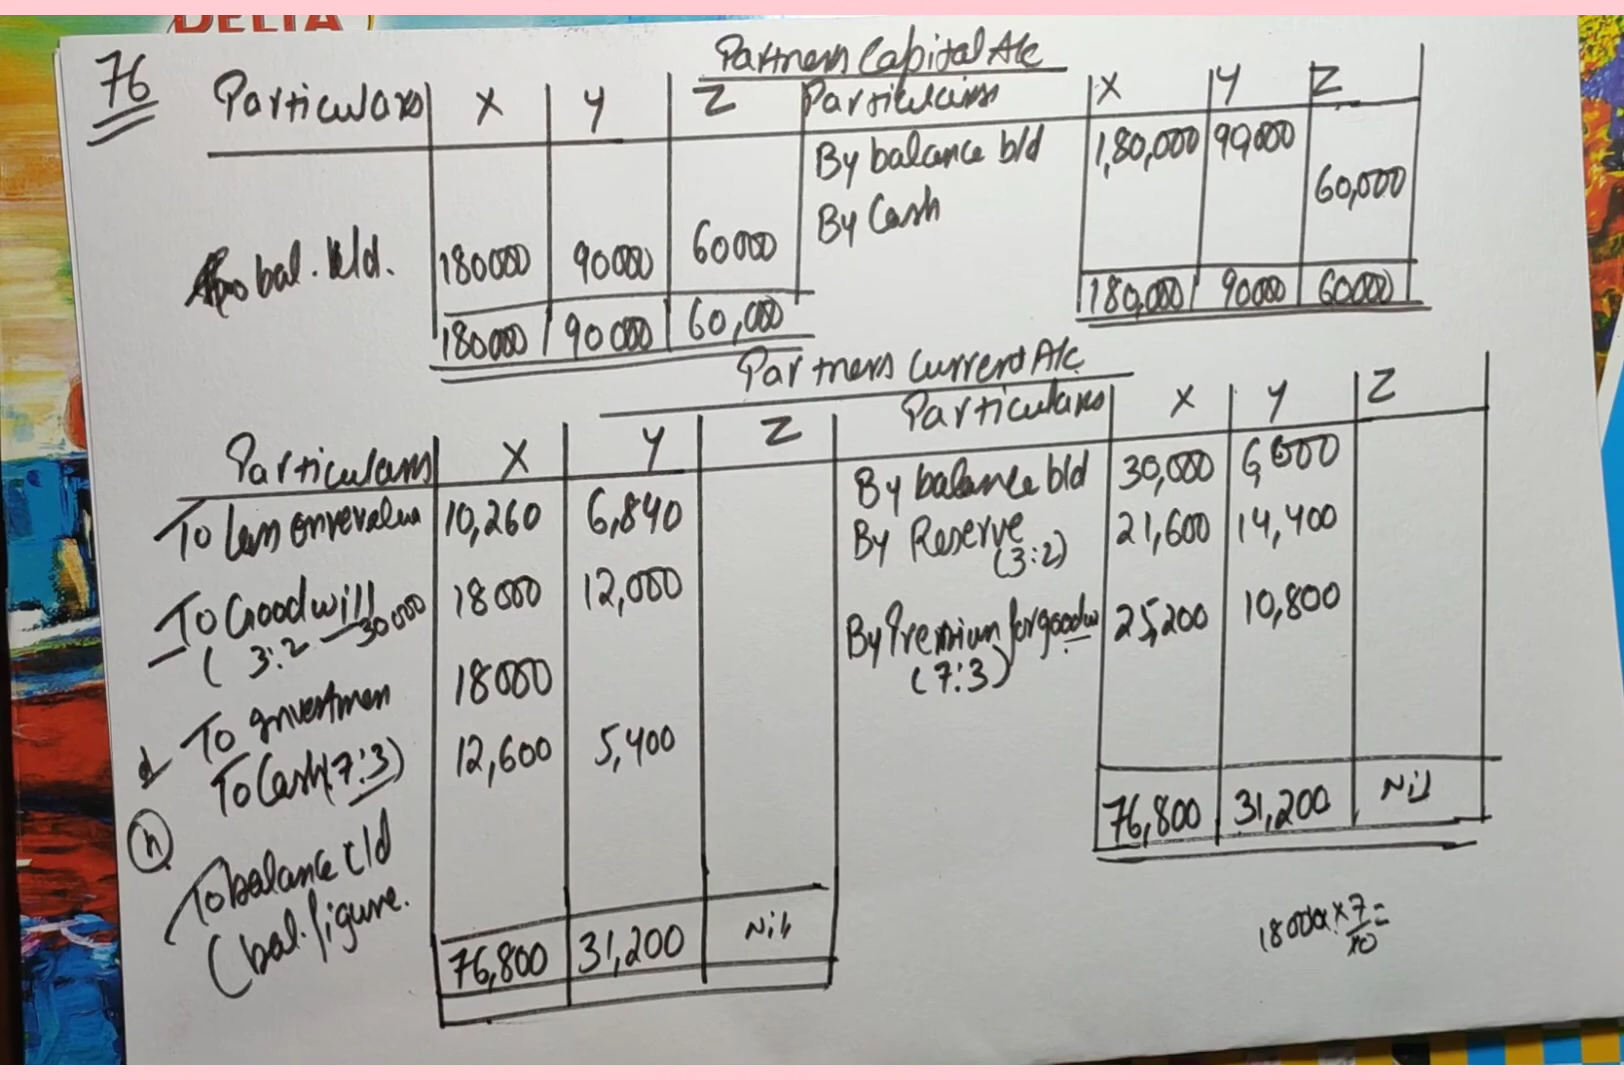 DELTA
76
Partners Capital A/c
Particulars X Y Z Particulars X Y Z
By balance b/d 1,80,000 90000
By Cash 60,000
To bal. c/d. 180000 90000 60000
180,000 90000 60000
180000 90000 60,000
Partners Current A/c
Particulars X Y Z Particulars X Y Z
To Loss on revalua 10,260 6,840 By balance b/d 30,000 6,000
By Reserve (3:2) 21,600 14,400
To Goodwill 18000 12,000
( 3:2 30000
By Premium for goodw 25,200 10,800
(7:3)
d To Investmen 18000
To Cash (7:3) 12,600 5,400
h
To balance c/d
(bal. figure.
76,800 31,200 Nil
76,800 31,200 Nil
18000 × 7/10 =